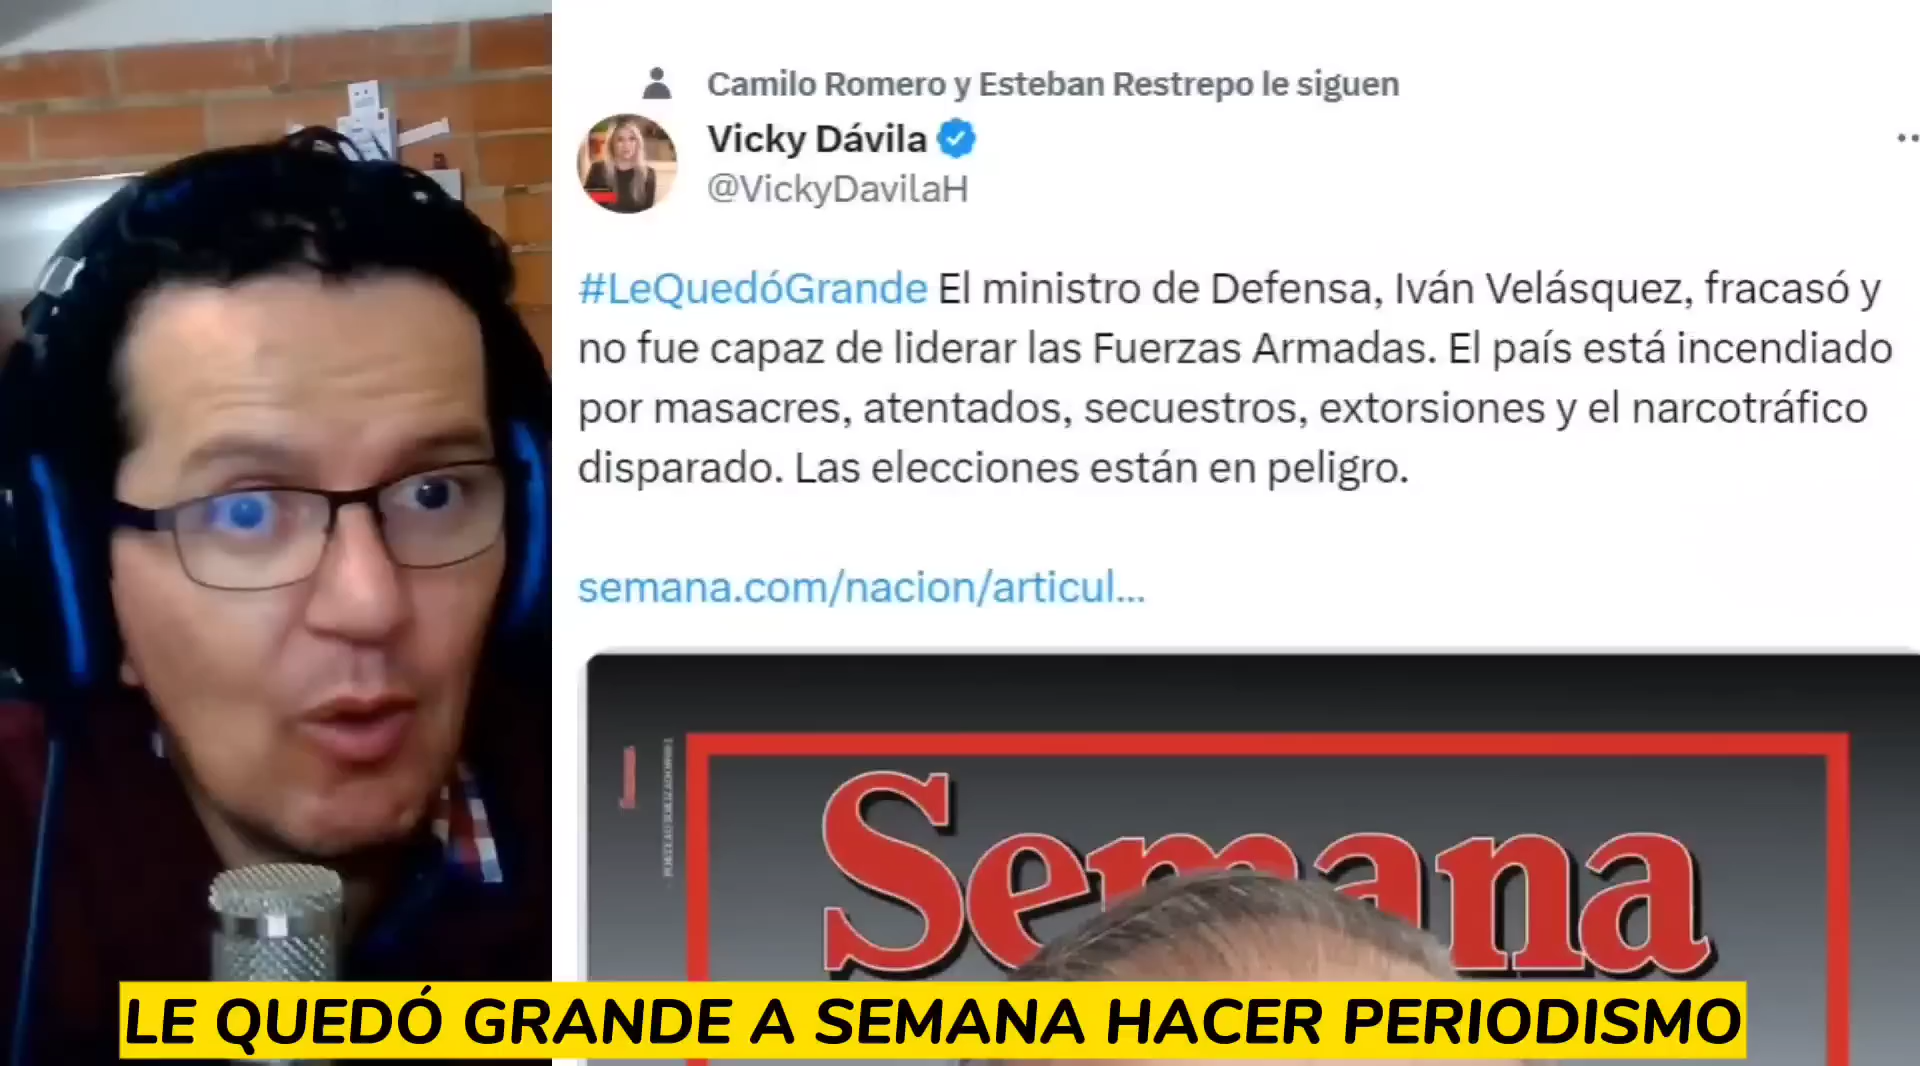 Camilo Romero y Esteban Restrepo le siguen
Vicky Dávila
@VickyDavilaH
#LeQuedóGrande El ministro de Defensa, Iván Velásquez, fracasó y
no fue capaz de liderar las Fuerzas Armadas. El país está incendiado
por masacres, atentados, secuestros, extorsiones y el narcotráfico
disparado. Las elecciones están en peligro.
semana.com/nacion/articul...
Semana
LE QUEDÓ GRANDE A SEMANA HACER PERIODISMO